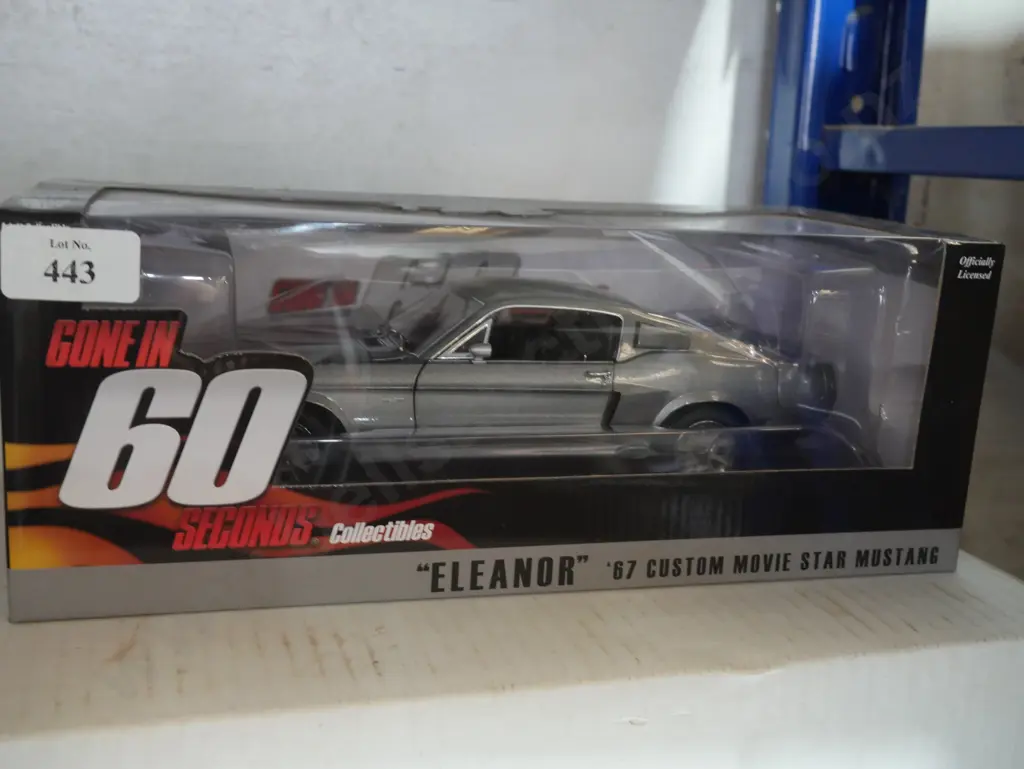 Lot No.
443
Officially
Licensed
GONE IN
60
SECONDS. Collectibles
"ELEANOR" '67 CUSTOM MOVIE STAR MUSTANG